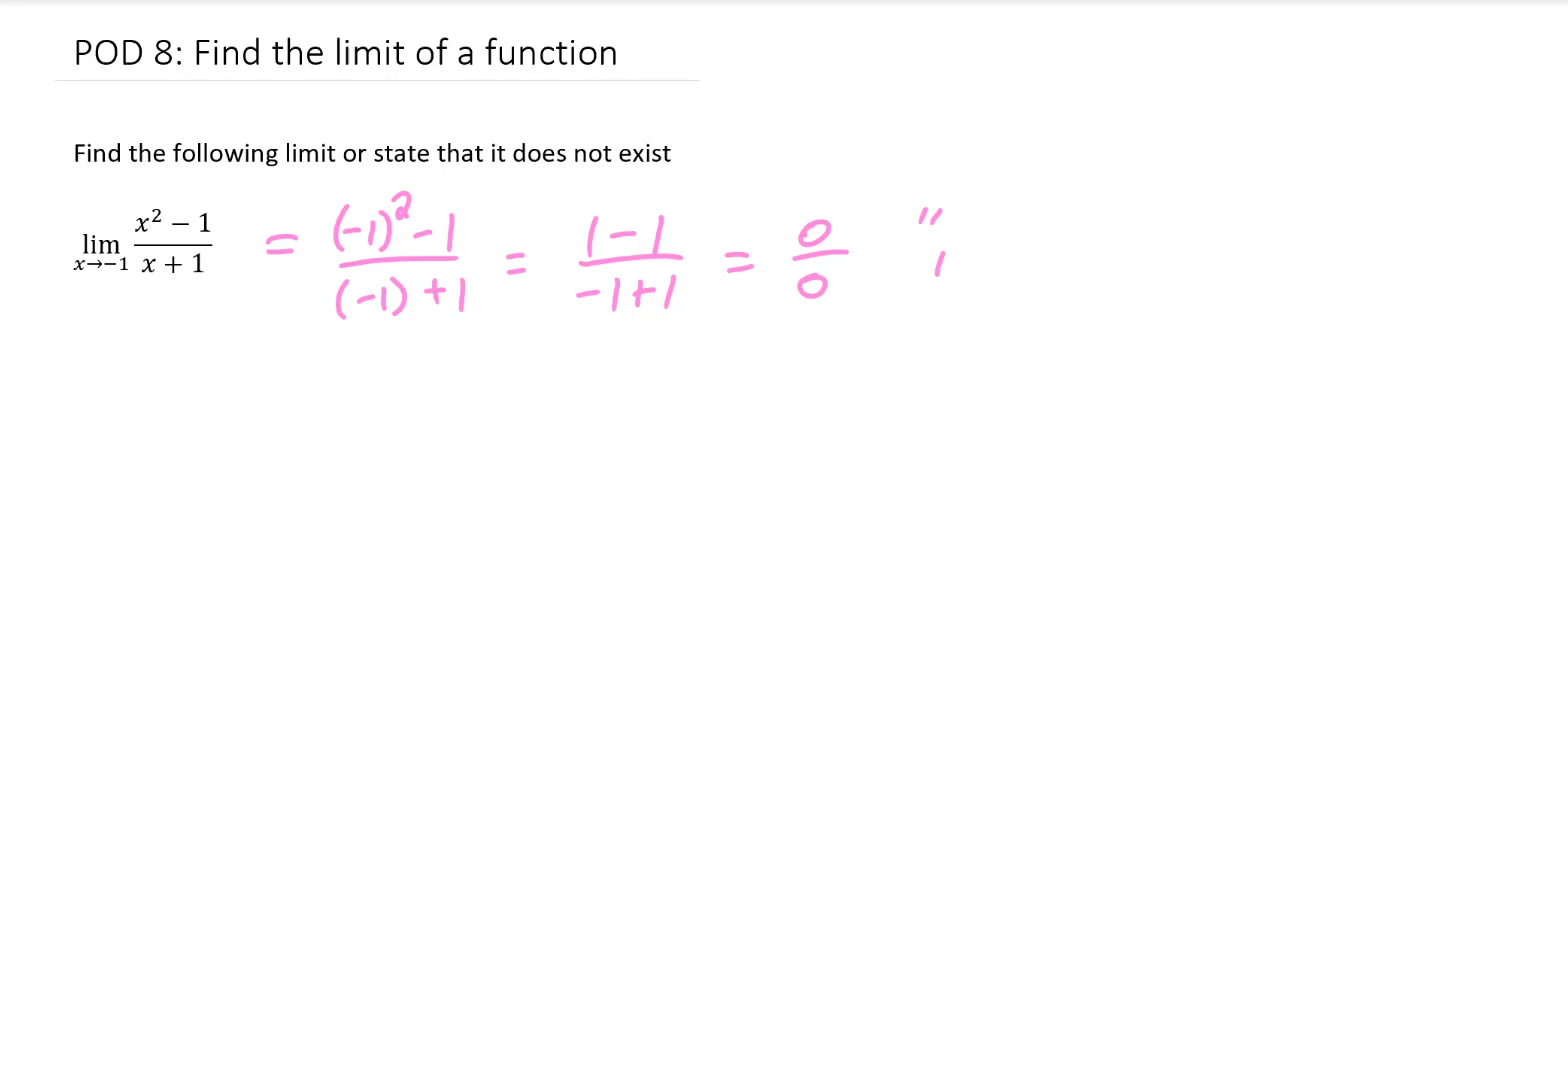 POD 8: Find the limit of a function
Find the following limit or state that it does not exist
lim x→−1 (x² − 1)/(x + 1) = ((-1)² - 1)/((-1) + 1) = (1 - 1)/(-1 + 1) = 0/0 "